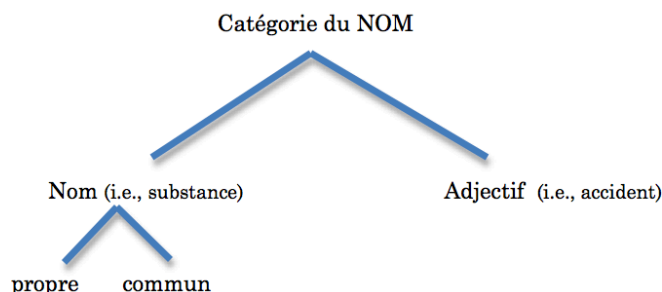 Catégorie du NOM
Nom (i.e., substance) Adjectif (i.e., accident)
propre commun